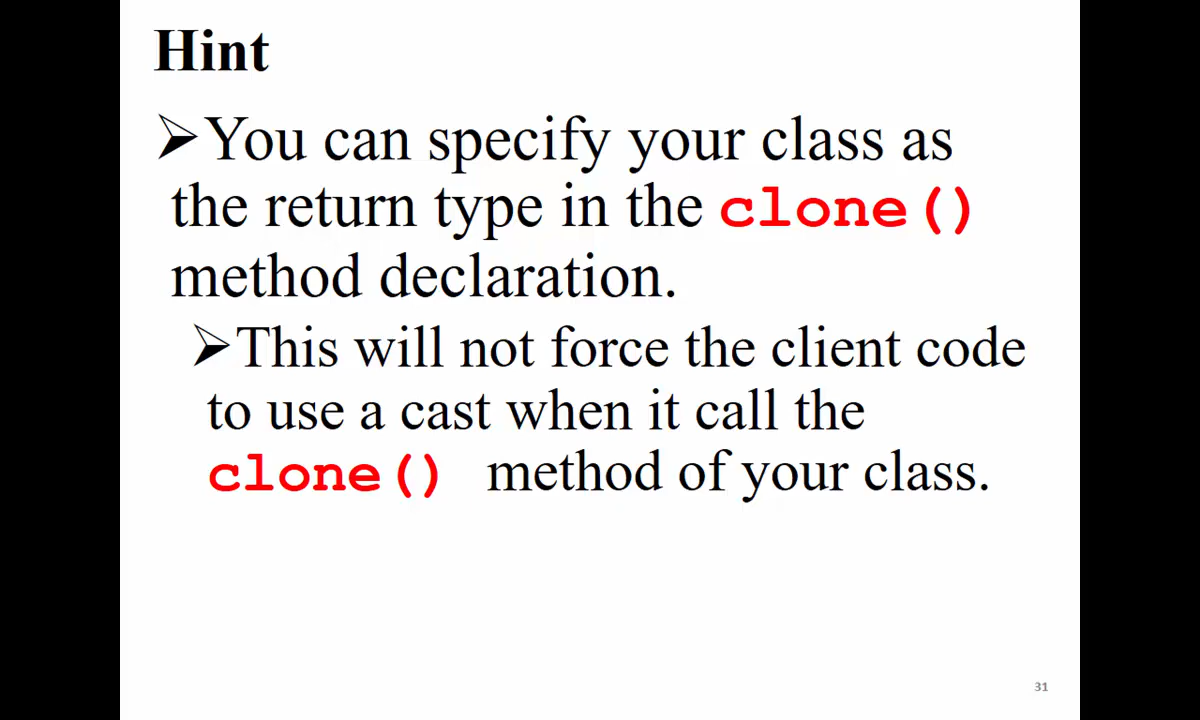 Hint
➢You can specify your class as
the return type in the clone()
method declaration.
➢This will not force the client code
to use a cast when it call the
clone() method of your class.
31